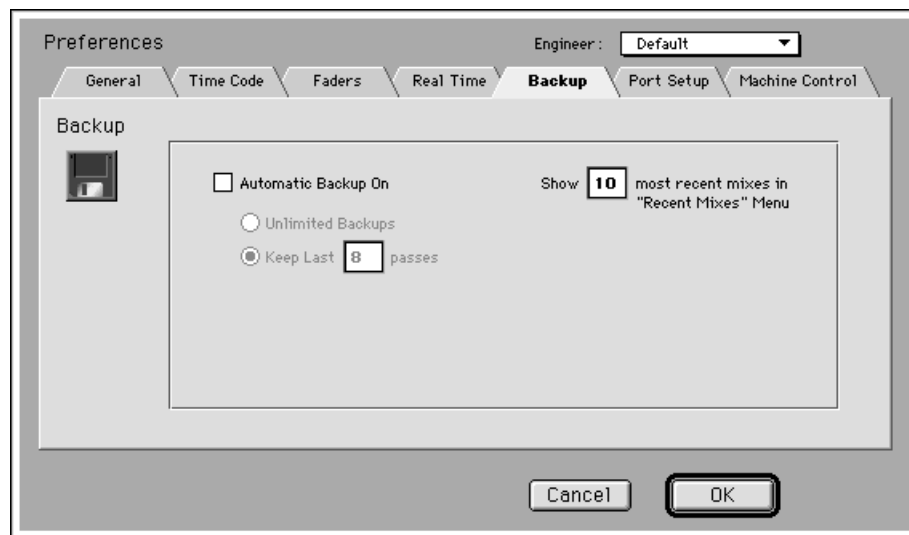 Preferences
Engineer: Default
General Time Code Faders Real Time Backup Port Setup Machine Control
Backup
Automatic Backup On
Unlimited Backups
Keep Last 8 passes
Show 10 most recent mixes in
"Recent Mixes" Menu
Cancel OK